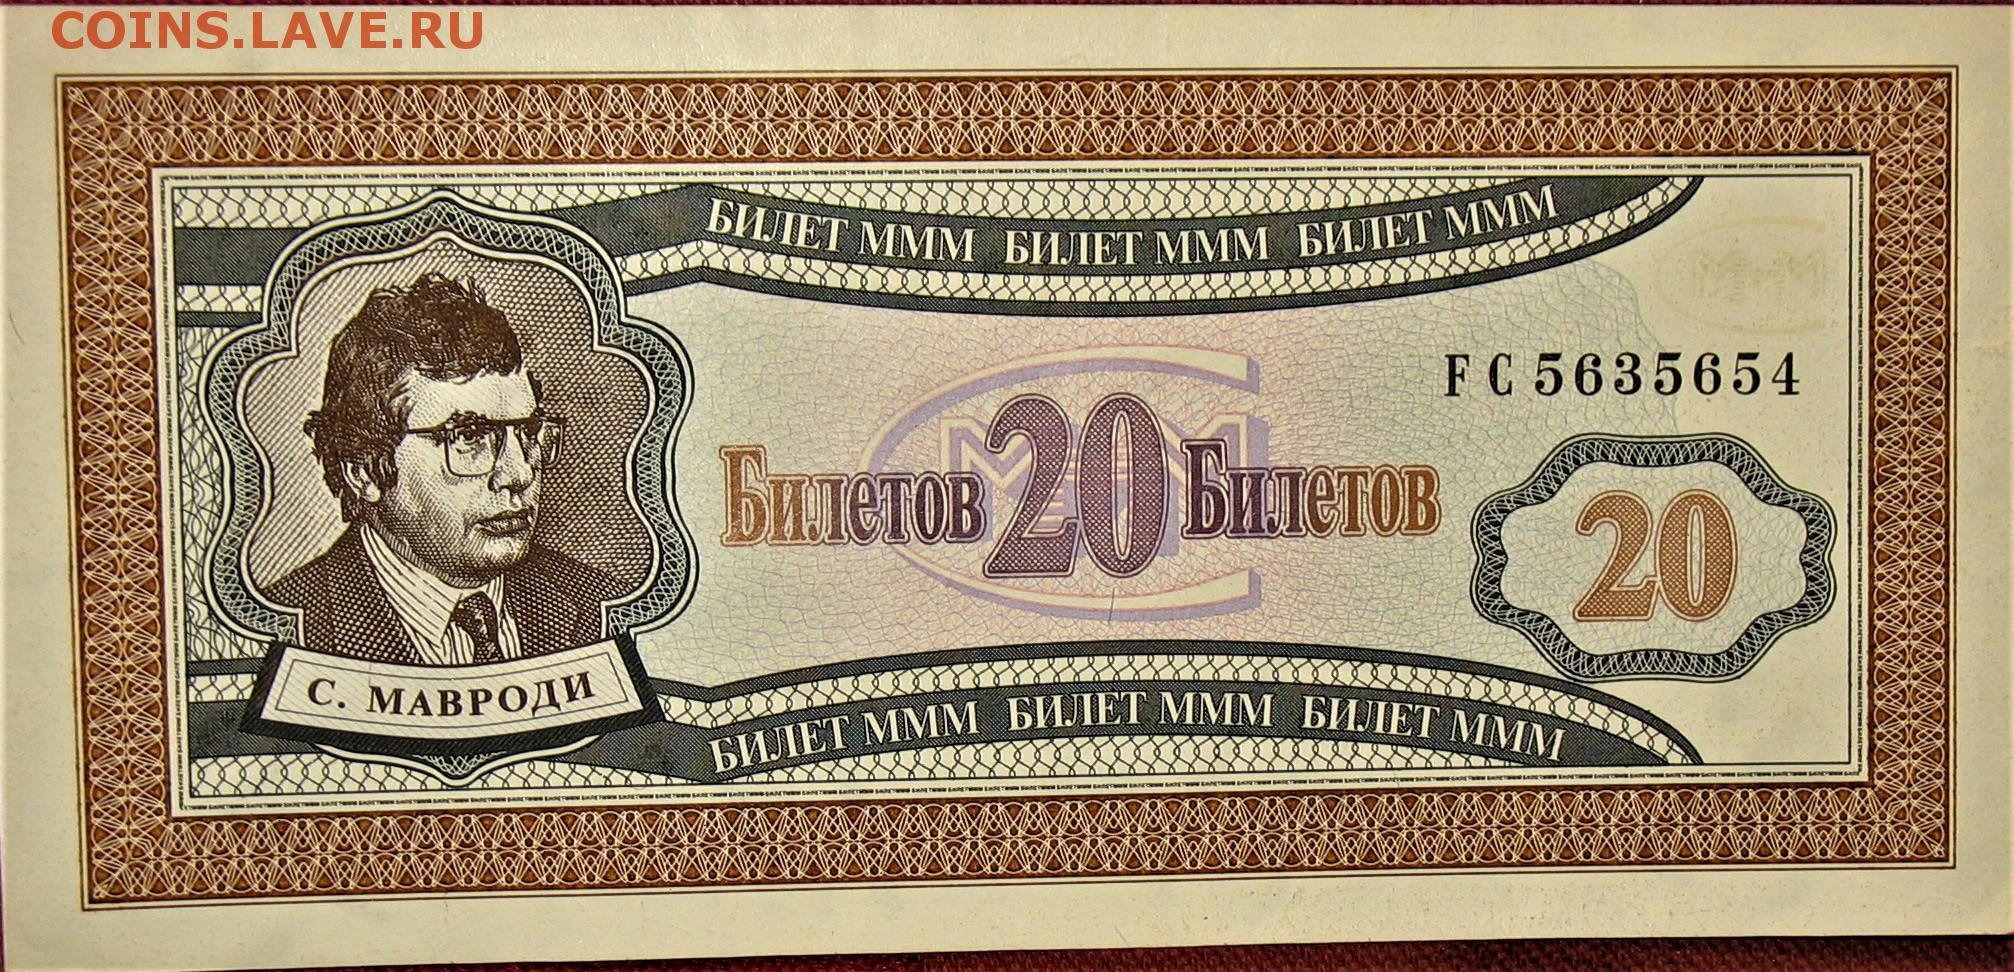 COINS.LAVE.RU
БИЛЕТ МММ БИЛЕТ МММ БИЛЕТ МММ
FC 5635654
Билетов 20 Билетов
20
С. МАВРОДИ
БИЛЕТ МММ БИЛЕТ МММ БИЛЕТ МММ